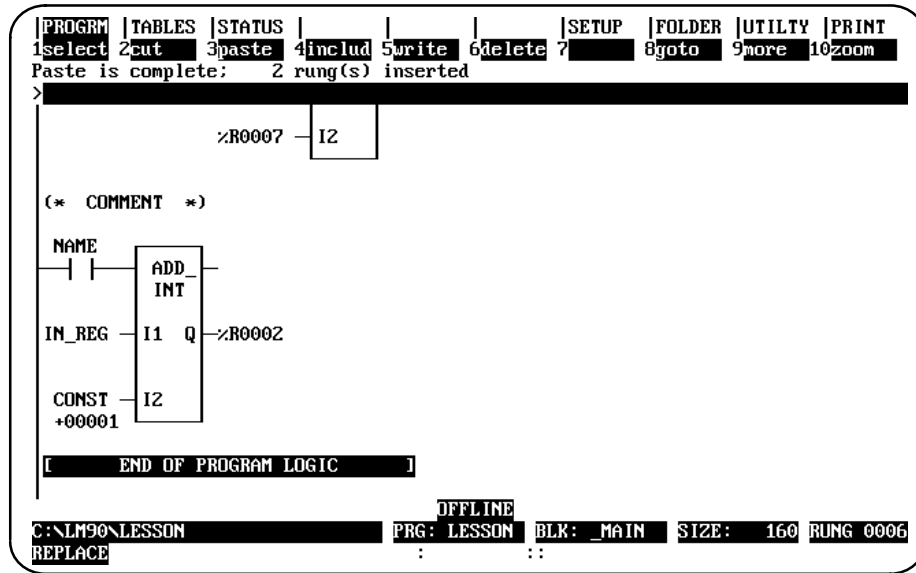 |PROGRM |TABLES |STATUS | | | |SETUP |FOLDER |UTILTY |PRINT
1select 2cut 3paste 4includ 5write 6delete 7 8goto 9more 10zoom
Paste is complete; 2 rung(s) inserted
>
%R0007 I2
(* COMMENT *)
NAME
ADD_
INT
IN_REG I1 Q %R0002
CONST I2
+00001
[ END OF PROGRAM LOGIC ]
OFFLINE
C:\LM90\LESSON PRG: LESSON BLK: _MAIN SIZE: 160 RUNG 0006
REPLACE : ::